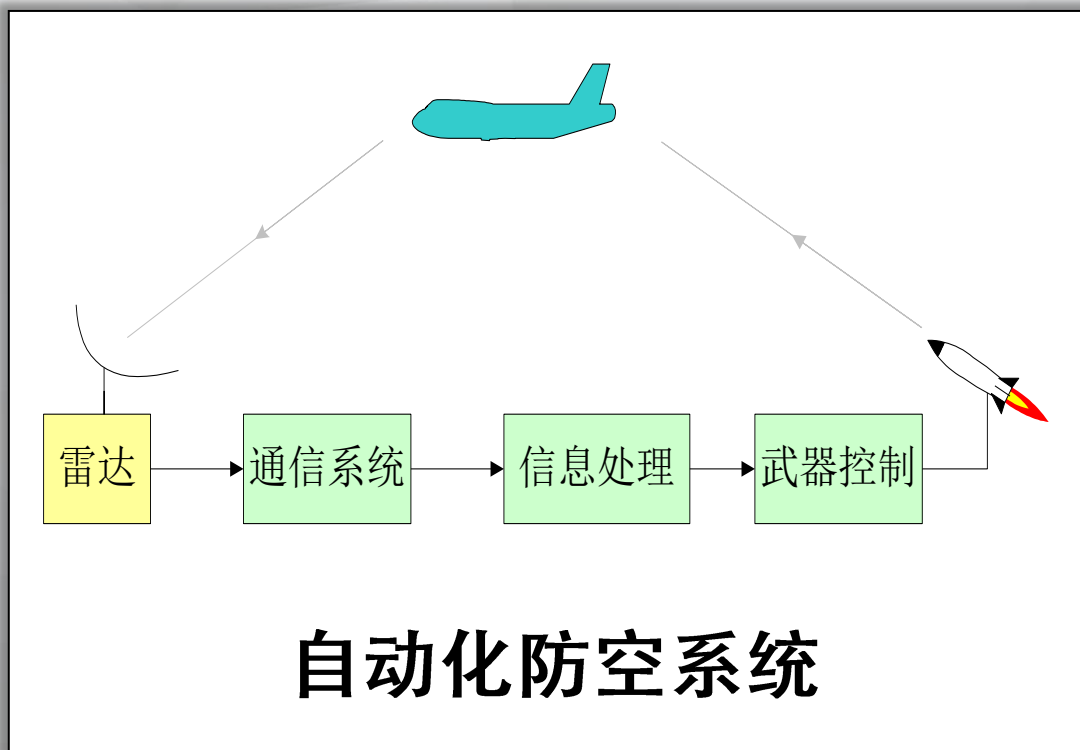 雷达
通信系统
信息处理
武器控制
自动化防空系统